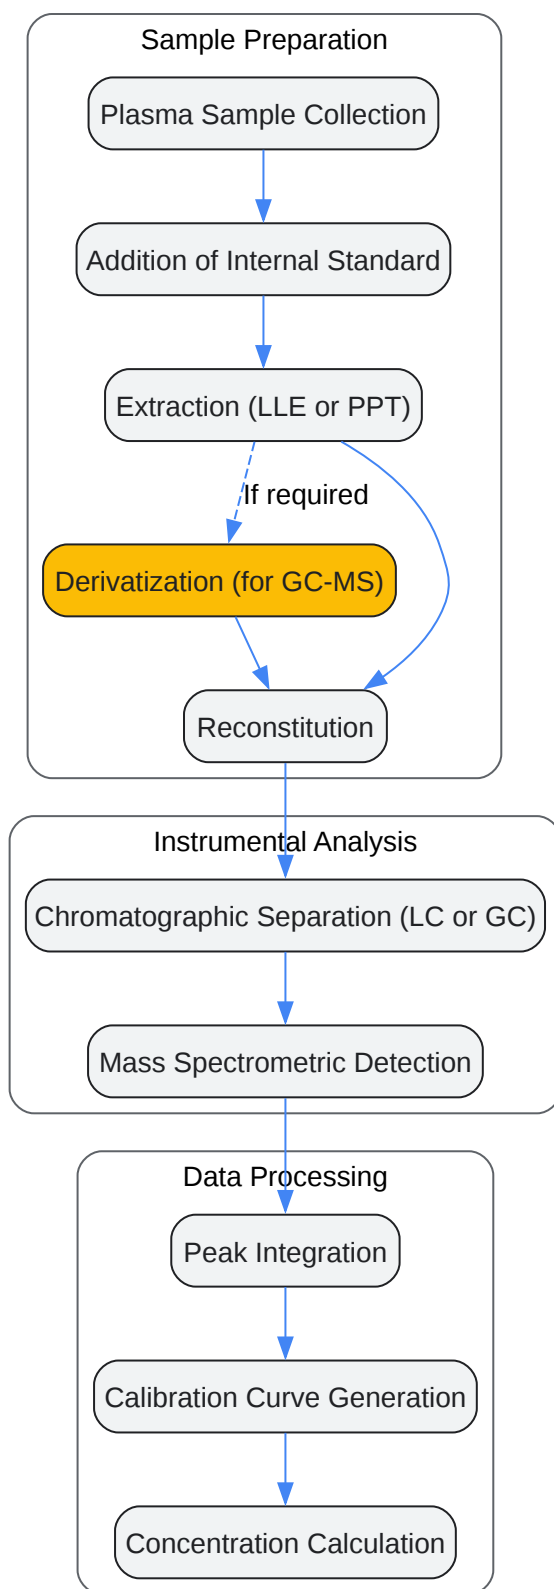 Sample Preparation
Plasma Sample Collection
Addition of Internal Standard
Extraction (LLE or PPT)
If required
Derivatization (for GC-MS)
Reconstitution
Instrumental Analysis
Chromatographic Separation (LC or GC)
Mass Spectrometric Detection
Data Processing
Peak Integration
Calibration Curve Generation
Concentration Calculation